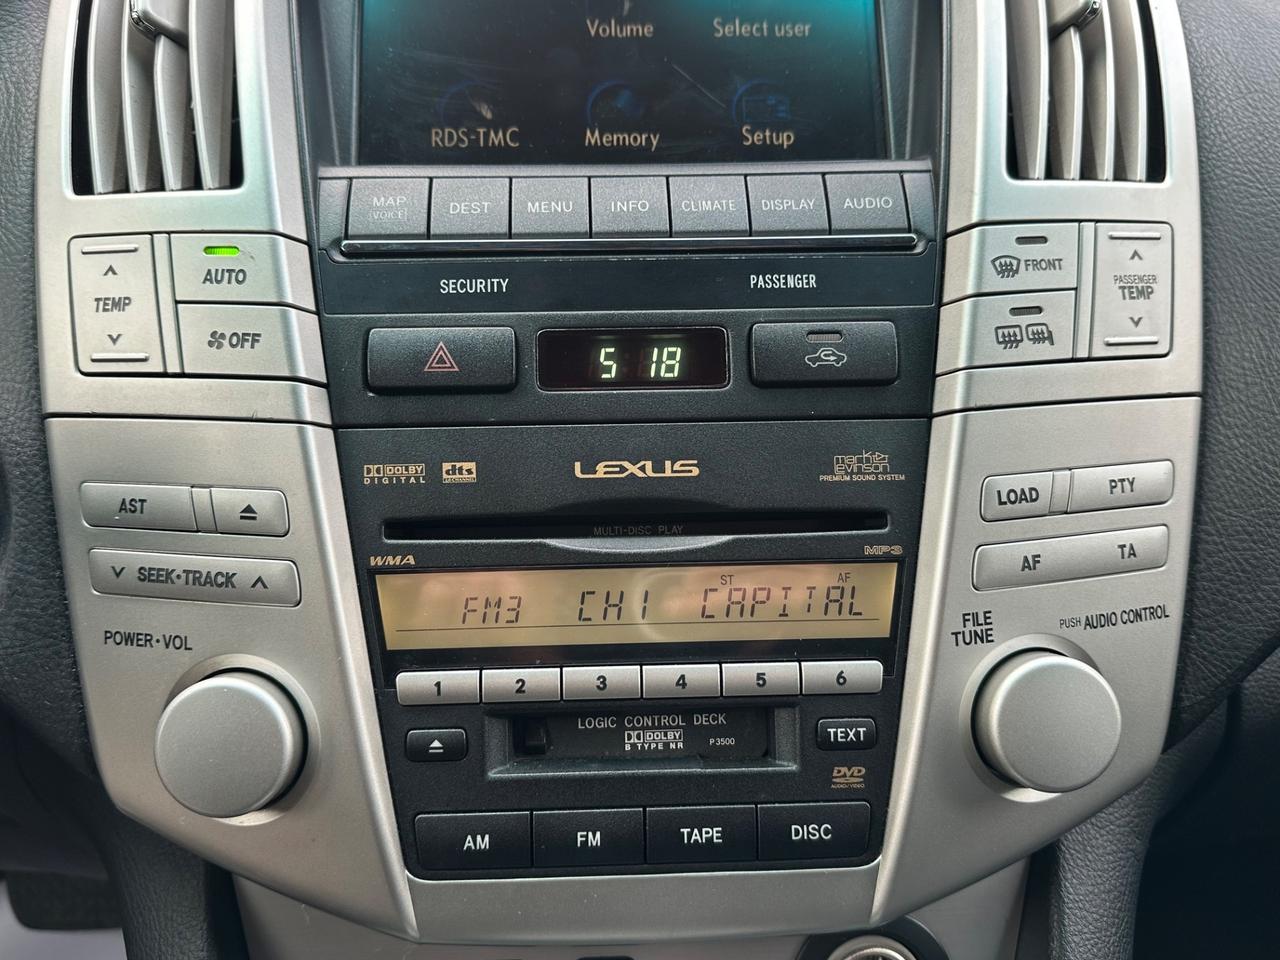 Volume Select user
RDS-TMC Memory Setup
MAP
(VOICE)
DEST MENU INFO CLIMATE DISPLAY AUDIO
SECURITY PASSENGER
TEMP
AUTO
OFF
5 18
FRONT
PASSENGER
TEMP
DOLBY
DIGITAL
dts
LEXUS
Mark
Levinson
PREMIUM SOUND SYSTEM
AST
LOAD PTY
MULTI-DISC PLAY
SEEK·TRACK
AF TA
WMA MP3
ST AF
FM3 CH1 CAPITAL
POWER·VOL
FILE
TUNE
PUSH AUDIO CONTROL
1 2 3 4 5 6
LOGIC CONTROL DECK
DOLBY
B TYPE NR
P3500
TEXT
DVD
AUDIO/VIDEO
AM FM TAPE DISC